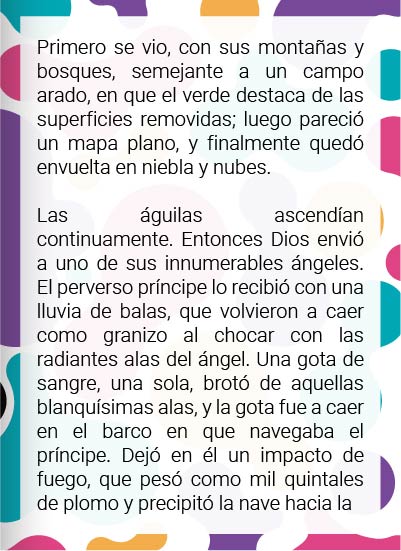 Primero se vio, con sus montañas y
bosques, semejante a un campo
arado, en que el verde destaca de las
superficies removidas; luego pareció
un mapa plano, y finalmente quedó
envuelta en niebla y nubes.
Las águilas ascendían
continuamente. Entonces Dios envió
a uno de sus innumerables ángeles.
El perverso príncipe lo recibió con una
lluvia de balas, que volvieron a caer
como granizo al chocar con las
radiantes alas del ángel. Una gota de
sangre, una sola, brotó de aquellas
blanquísimas alas, y la gota fue a caer
en el barco en que navegaba el
príncipe. Dejó en él un impacto de
fuego, que pesó como mil quintales
de plomo y precipitó la nave hacia la